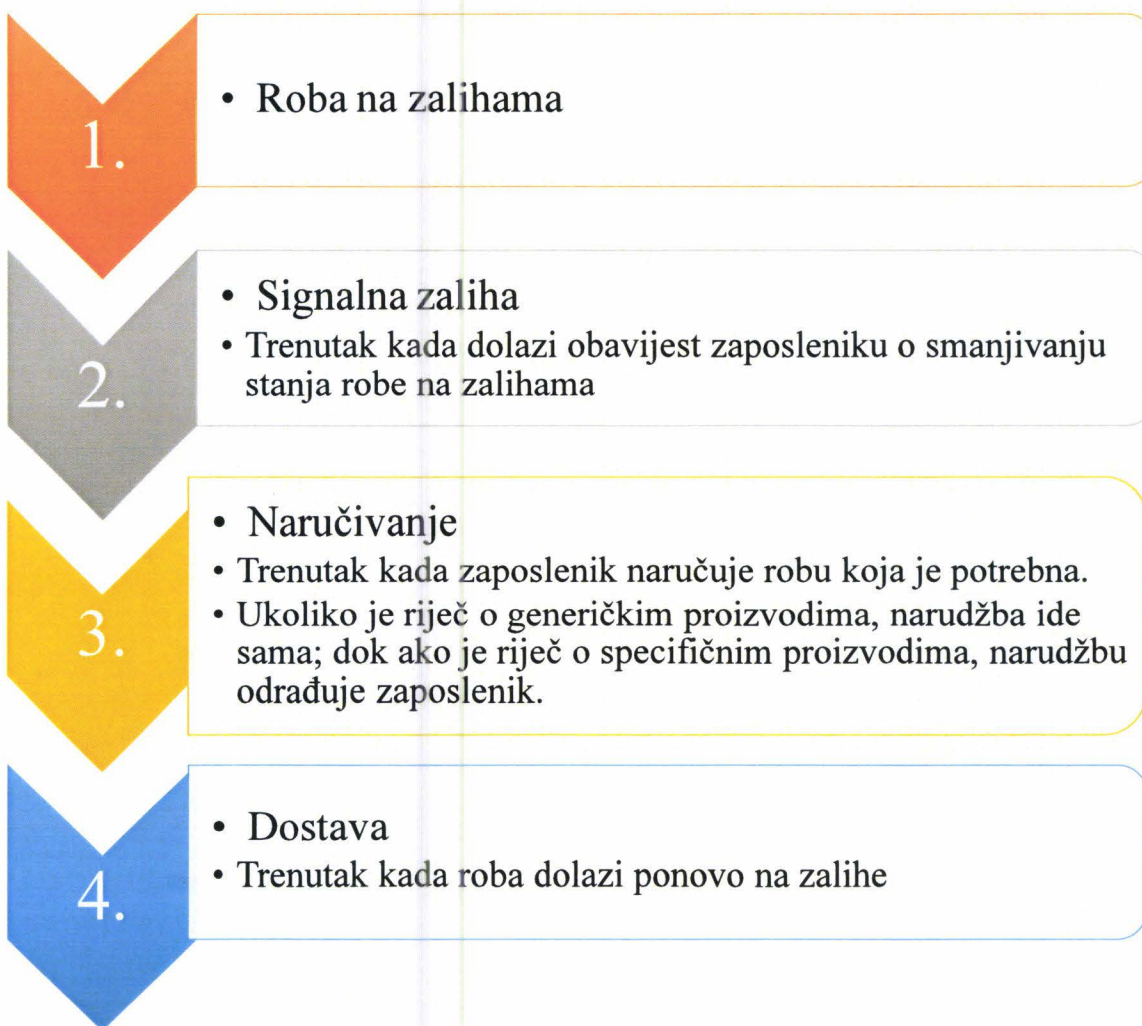 1.
• Roba na zalihama
2.
• Signalna zaliha
• Trenutak kada dolazi obavijest zaposleniku o smanjivanju
stanja robe na zalihama
3.
• Naručivanje
• Trenutak kada zaposlenik naručuje robu koja je potrebna.
• Ukoliko je riječ o generičkim proizvodima, narudžba ide
sama; dok ako je riječ o specifičnim proizvodima, narudžbu
odrađuje zaposlenik.
4.
• Dostava
• Trenutak kada roba dolazi ponovo na zalihe